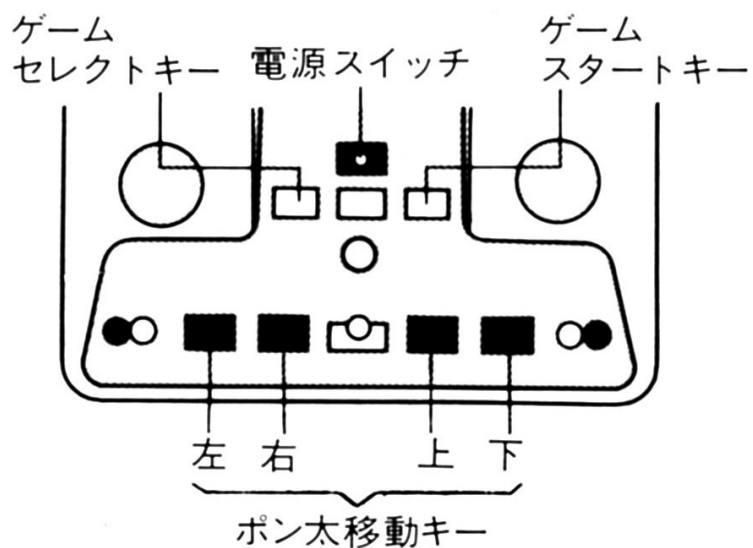 ゲーム
セレクトキー
電源スイッチ
ゲーム
スタートキー
左 右 上 下
ポン太移動キー